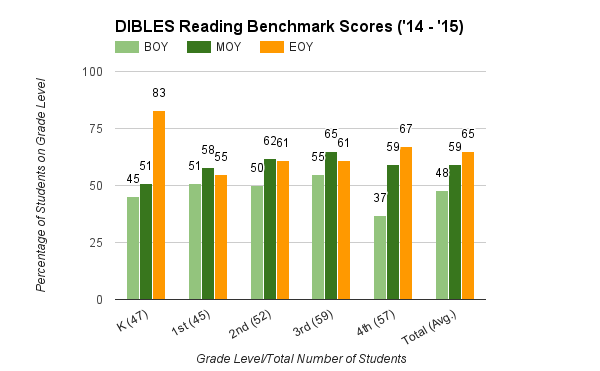 DIBLES Reading Benchmark Scores ('14 - '15)
BOY MOY EOY
Percentage of Students on Grade Level
100
75
50
25
0
45 51 83
51 58 55
50 62 61
55 65 61
37 59 67
48 59 65
K (47) 1st (45) 2nd (52) 3rd (59) 4th (57) Total (Avg.)
Grade Level/Total Number of Students